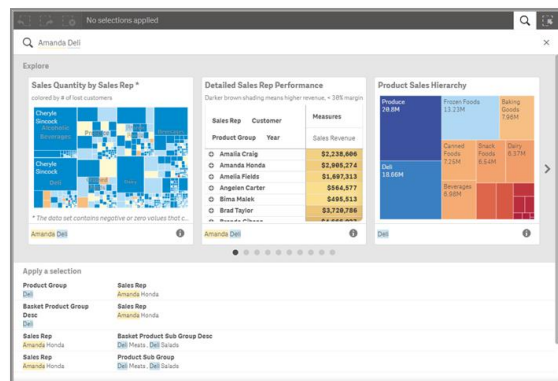 No selections applied
Amanda Deli
Explore
Sales Quantity by Sales Rep *
colored by # of lost customers
Cheryle
Sincock
Alcoholic
Beverages
Cheryle
Sincock
Deli
* The data set contains negative or zero values that c...
Amanda Deli
Detailed Sales Rep Performance
Darker brown shading means higher revenue, > 38% margin
Sales Rep Customer Measures
Product Group Year Sales Revenue
Amalia Craig $2,238,606
Amanda Honda $2,985,274
Amelia Fields $1,697,313
Angelen Carter $564,577
Bima Malek $495,513
Brad Taylor $3,720,786
Amanda Deli
Product Sales Hierarchy
Produce
20.8M
Frozen Foods
13.23M
Baking
Goods
7.98M
Deli
18.66M
Canned
Foods
7.25M
Snack
Foods
6.64M
Dairy
6.37M
Beverages
6.98M
Deli
Apply a selection
Product Group Sales Rep
Deli Amanda Honda
Basket Product Group Sales Rep
Desc Amanda Honda
Deli
Sales Rep Basket Product Sub Group Desc
Amanda Honda Deli Meats , Deli Salads
Sales Rep Product Sub Group
Amanda Honda Deli Meats , Deli Salads